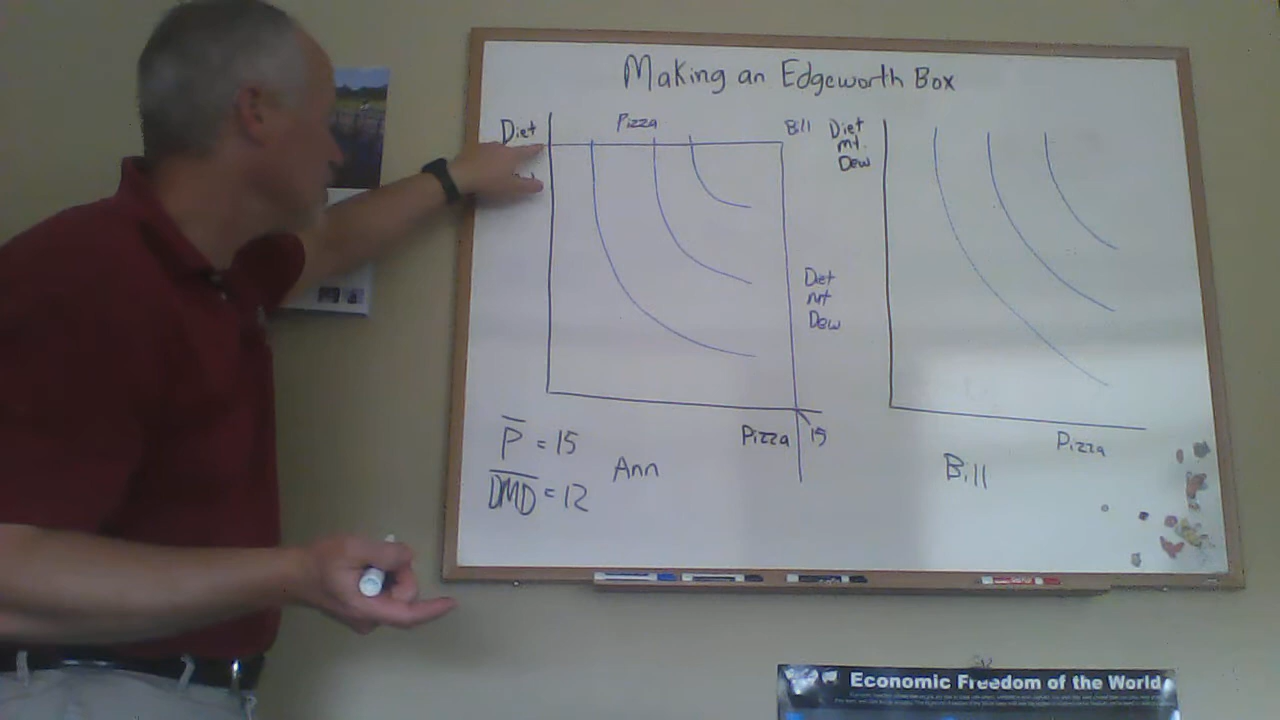 Making an Edgeworth Box
Diet
Pizza
Bill
Diet
mt.
Dew
Diet
mt
Dew
Pizza
15
Pizza
P = 15
DMD = 12
Ann
Bill
Economic Freedom of the World